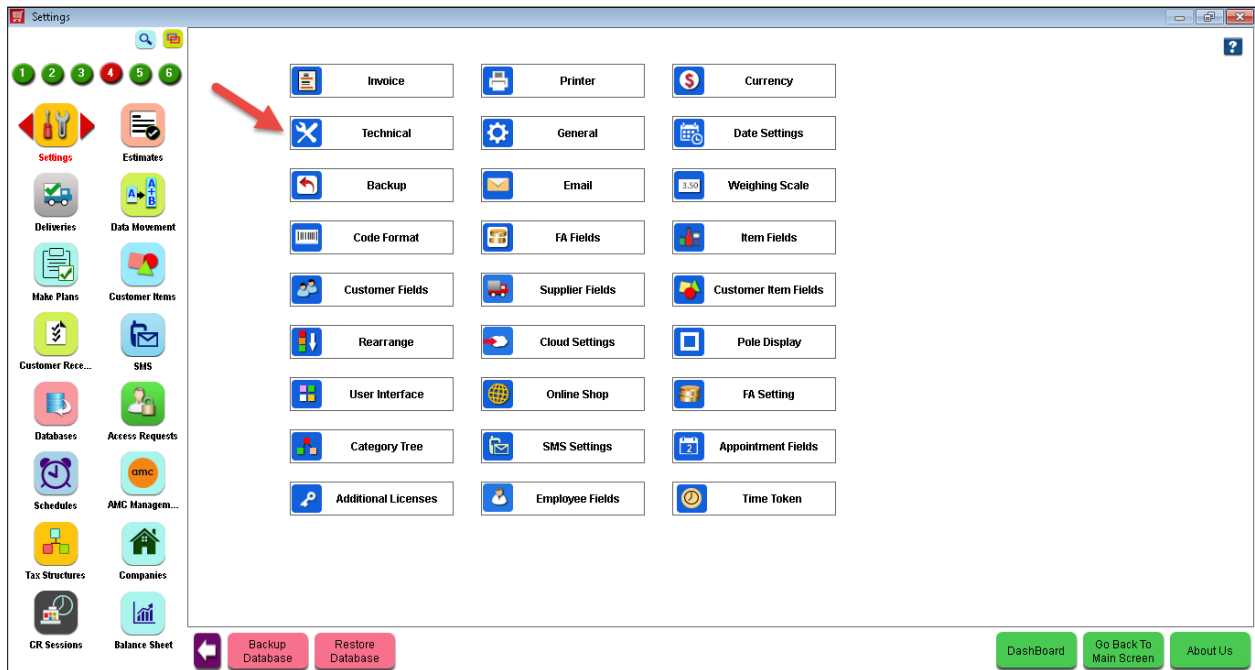 Settings
1 2 3 4 5 6
Settings
Estimates
Deliveries
Data Movement
A
A
+
B
B
Make Plans
Customer Items
Customer Rece...
SMS
Databases
Access Requests
Schedules
amc
AMC Managem...
Tax Structures
Companies
CR Sessions
Balance Sheet
?
Invoice
Printer
$
Currency
Technical
General
Date Settings
Backup
Email
3.50
Weighing Scale
Code Format
FA Fields
Item Fields
Customer Fields
Supplier Fields
Customer Item Fields
Rearrange
Cloud Settings
Pole Display
User Interface
Online Shop
FA Setting
Category Tree
SMS Settings
2
Appointment Fields
Additional Licenses
Employee Fields
Time Token
Backup
Database
Restore
Database
DashBoard
Go Back To
Main Screen
About Us